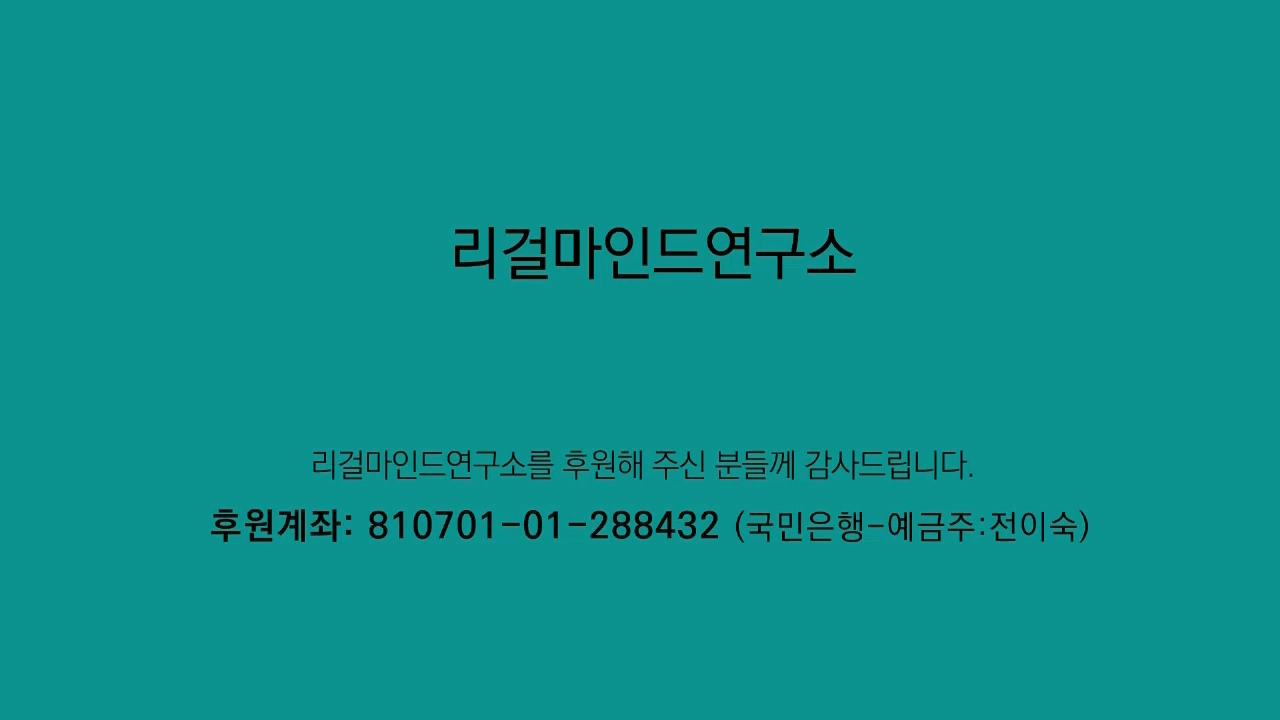 리걸마인드연구소
리걸마인드연구소를 후원해 주신 분들께 감사드립니다.
후원계좌: 810701-01-288432 (국민은행-예금주:전이숙)